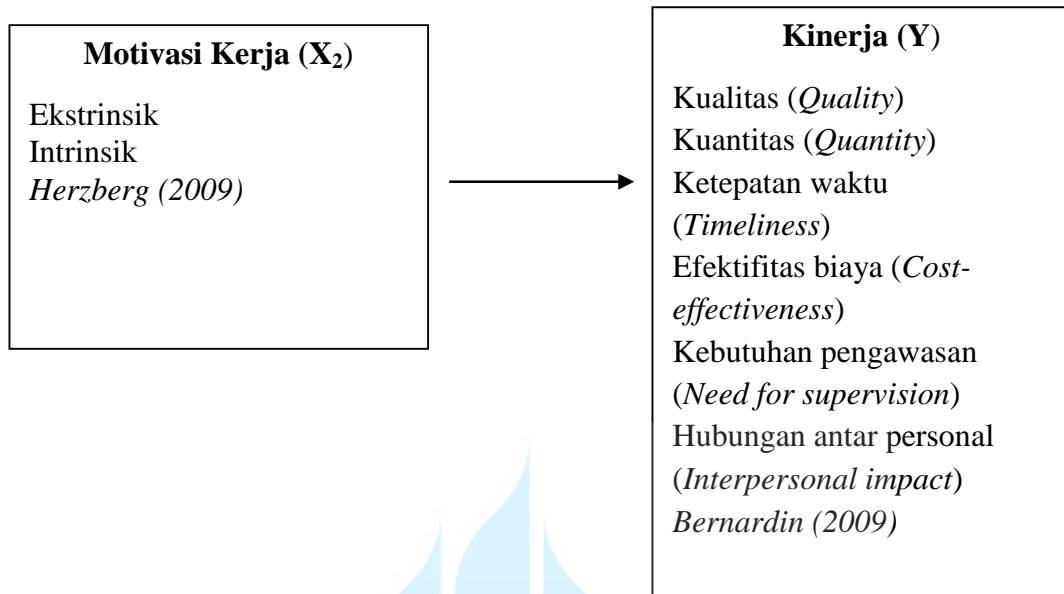 Motivasi Kerja (X₂)
Ekstrinsik
Intrinsik
Herzberg (2009)
Kinerja (Y)
Kualitas (Quality)
Kuantitas (Quantity)
Ketepatan waktu
(Timeliness)
Efektifitas biaya (Cost-
effectiveness)
Kebutuhan pengawasan
(Need for supervision)
Hubungan antar personal
(Interpersonal impact)
Bernardin (2009)